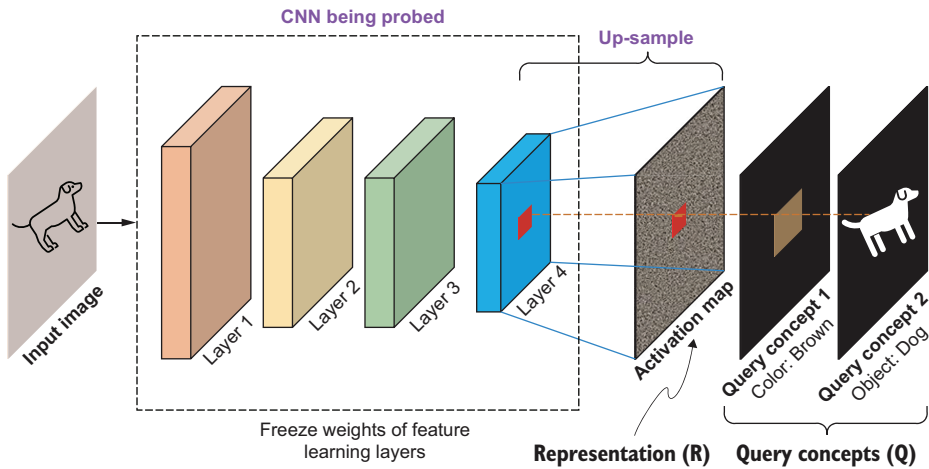 CNN being probed
Up-sample
Input image
Layer 1
Layer 2
Layer 3
Layer 4
Activation map
Query concept 1
Color: Brown
Query concept 2
Object: Dog
Freeze weights of feature
learning layers
Representation (R)
Query concepts (Q)